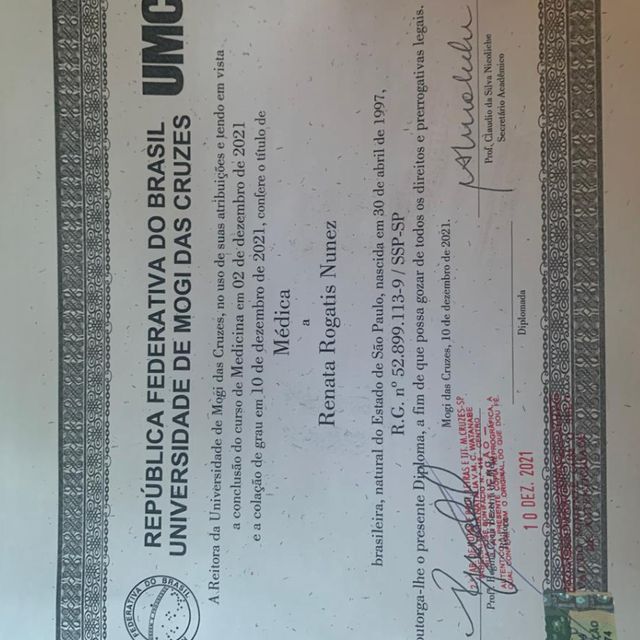 REPÚBLICA FEDERATIVA DO BRASIL
UNIVERSIDADE DE MOGI DAS CRUZES
UMC
FEDERATIVA DO BRASIL
A Reitora da Universidade de Mogi das Cruzes, no uso de suas atribuições e tendo em vista
a conclusão do curso de Medicina em 02 de dezembro de 2021
e a colação de grau em 10 de dezembro de 2021, confere o título de
Médica
a
Renata Rogatis Nunez
brasileira, natural do Estado de São Paulo, nascida em 30 de abril de 1997,
R.G. nº 52.899.113-9 / SSP-SP
outorga-lhe o presente Diploma, a fim de que possa gozar de todos os direitos e prerrogativas legais.
Mogi das Cruzes, 10 de dezembro de 2021.
Prof. Claudio da Silva Nicoliche
Secretário Acadêmico
Diplomada
10 DEZ. 2021